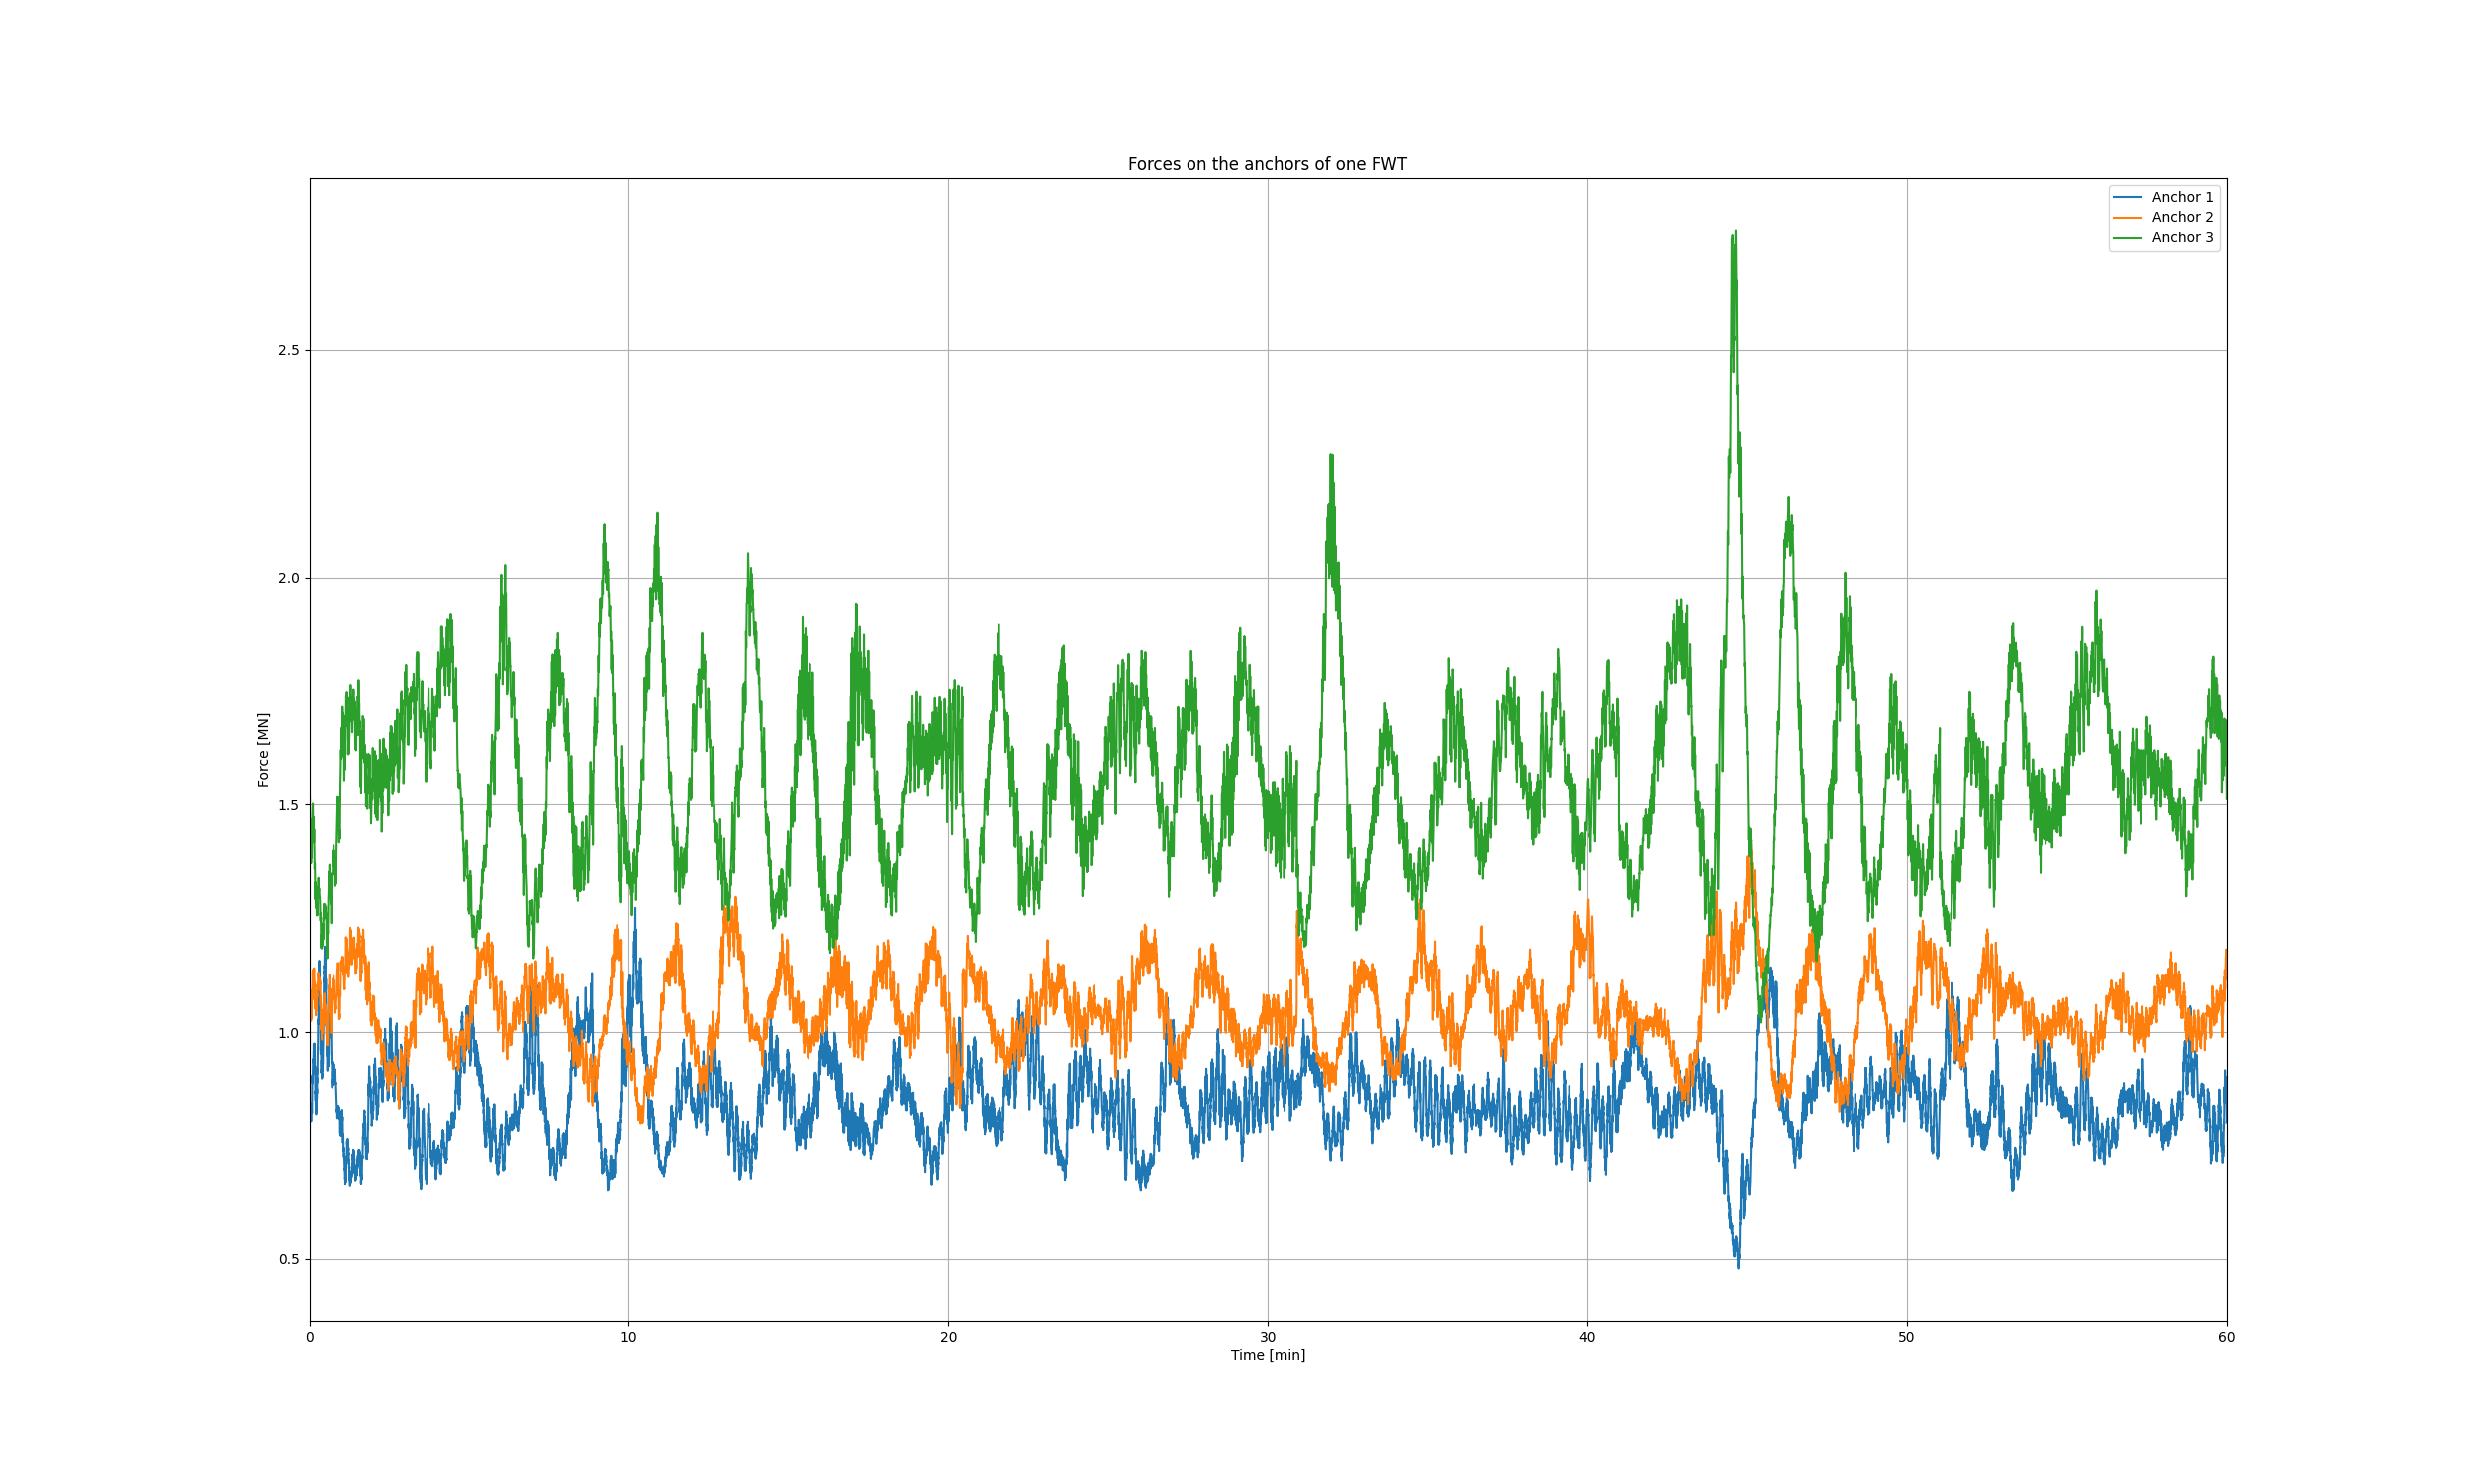 Forces on the anchors of one FWT
Anchor 1
Anchor 2
Anchor 3
Force [MN]
2.5
2.0
1.5
1.0
0.5
0 10 20 30 40 50 60
Time [min]